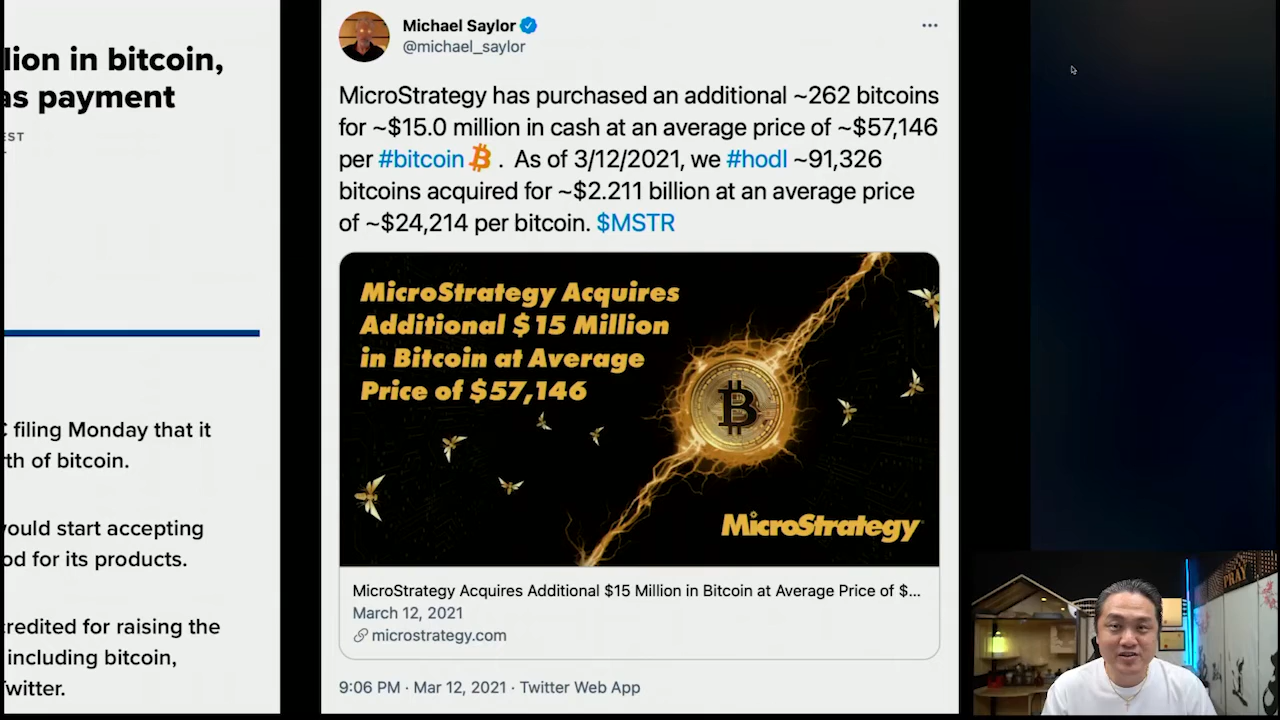 lion in bitcoin,
as payment
EST
filing Monday that it
th of bitcoin.
ould start accepting
od for its products.
redited for raising the
including bitcoin,
witter.
Michael Saylor
@michael_saylor
MicroStrategy has purchased an additional ~262 bitcoins
for ~$15.0 million in cash at an average price of ~$57,146
per #bitcoin ₿ . As of 3/12/2021, we #hodl ~91,326
bitcoins acquired for ~$2.211 billion at an average price
of ~$24,214 per bitcoin. $MSTR
MicroStrategy Acquires
Additional $15 Million
in Bitcoin at Average
Price of $57,146
MicroStrategy
MicroStrategy Acquires Additional $15 Million in Bitcoin at Average Price of $...
March 12, 2021
microstrategy.com
9:06 PM · Mar 12, 2021 · Twitter Web App
PRAY